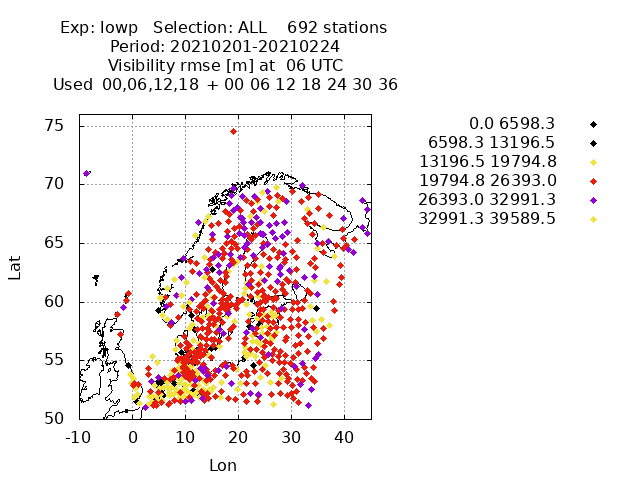 Exp: Iowp   Selection: ALL    692 stations
Period: 20210201-20210224
Visibility rmse [m] at  06 UTC
Used  00,06,12,18  + 00 06 12 18 24 30 36
0.0 6598.3
6598.3 13196.5
13196.5 19794.8
19794.8 26393.0
26393.0 32991.3
32991.3 39589.5
75
70
65
60
55
50
Lat
-10 0 10 20 30 40
Lon